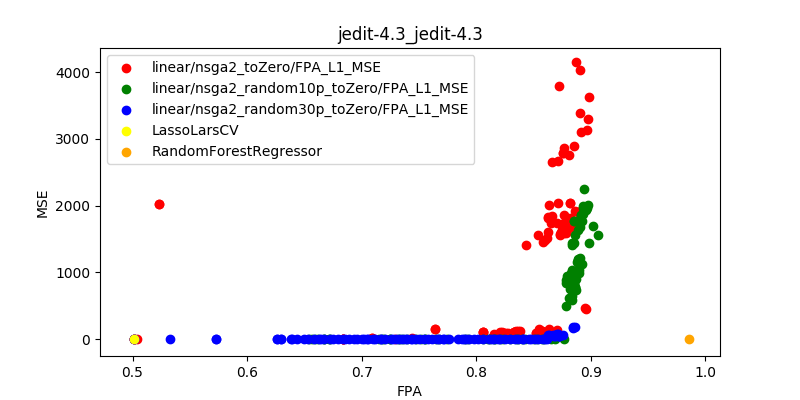 jedit-4.3_jedit-4.3
linear/nsga2_toZero/FPA_L1_MSE
linear/nsga2_random10p_toZero/FPA_L1_MSE
linear/nsga2_random30p_toZero/FPA_L1_MSE
LassoLarsCV
RandomForestRegressor
4000
3000
2000
1000
0
MSE
0.5 0.6 0.7 0.8 0.9 1.0
FPA